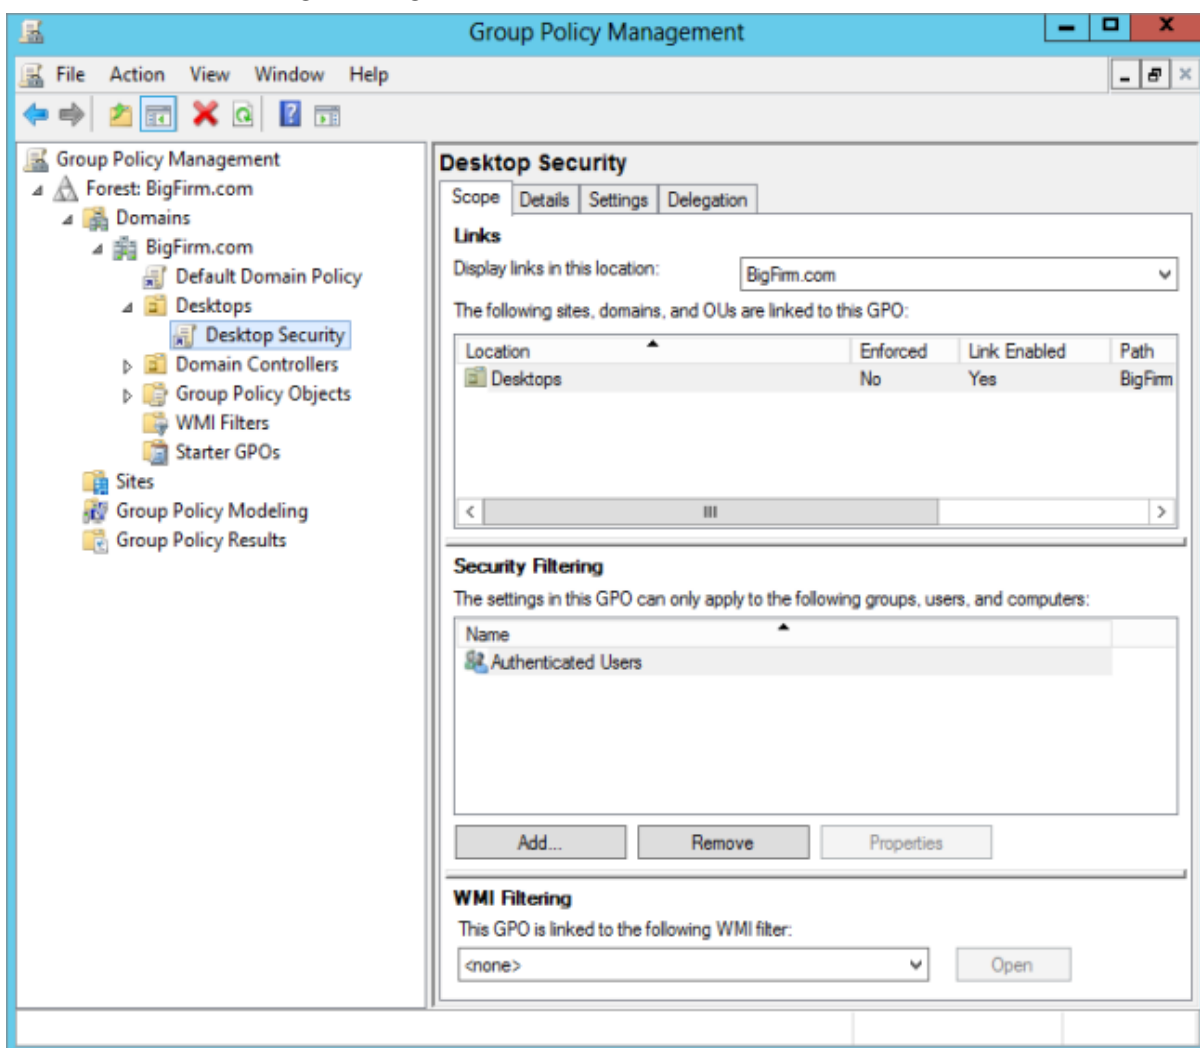 Group Policy Management
File Action View Window Help
Group Policy Management
Forest: BigFirm.com
Domains
BigFirm.com
Default Domain Policy
Desktops
Desktop Security
Domain Controllers
Group Policy Objects
WMI Filters
Starter GPOs
Sites
Group Policy Modeling
Group Policy Results
Desktop Security
Scope Details Settings Delegation
Links
Display links in this location: BigFirm.com
The following sites, domains, and OUs are linked to this GPO:
Location Enforced Link Enabled Path
Desktops No Yes BigFirm
Security Filtering
The settings in this GPO can only apply to the following groups, users, and computers:
Name
Authenticated Users
Add... Remove Properties
WMI Filtering
This GPO is linked to the following WMI filter:
<none> Open